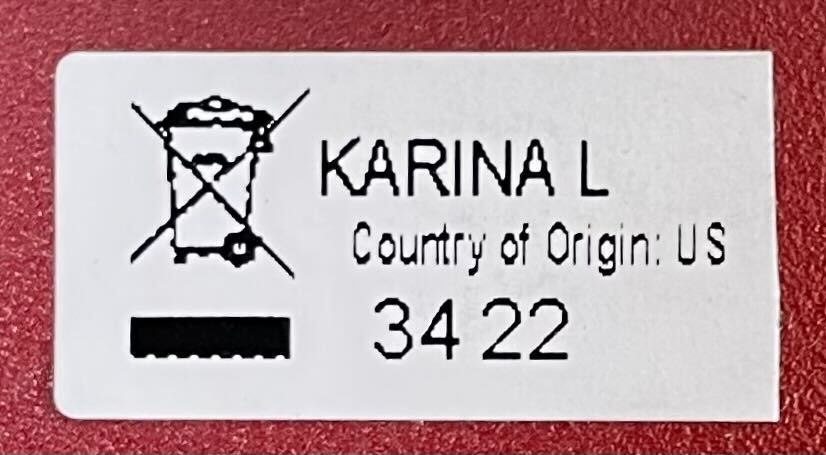 KARINA L
Country of Origin: US
34 22